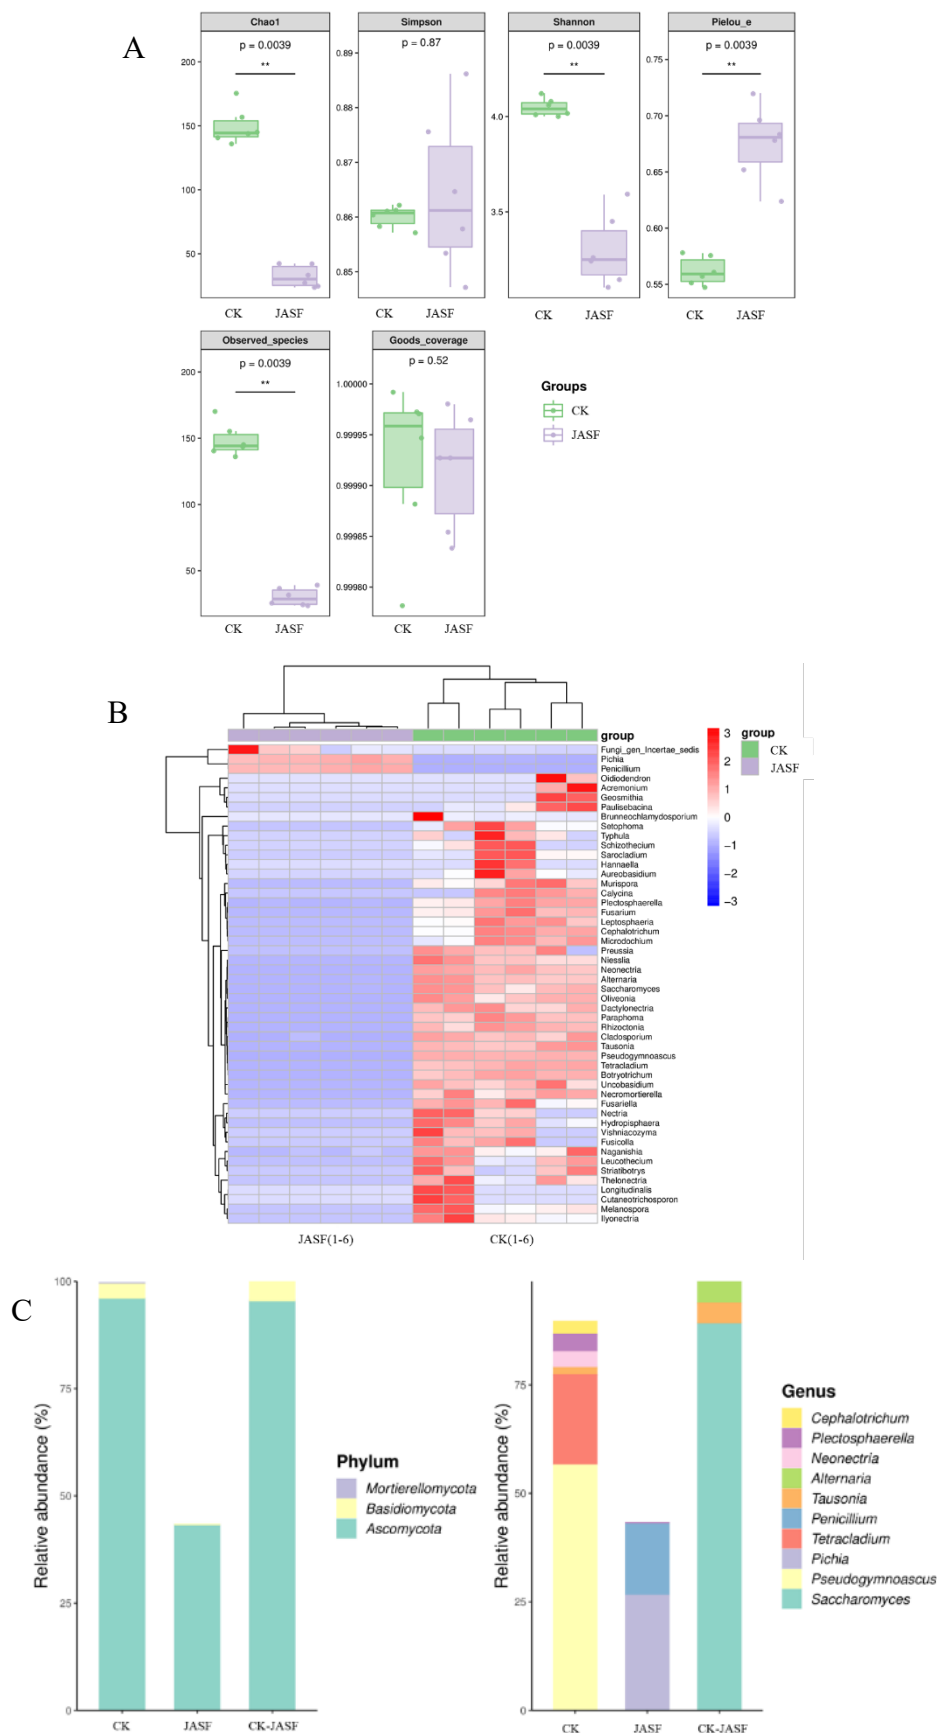 A
Chao1
Simpson
Shannon
Pielou_e
p = 0.0039
p = 0.87
p = 0.0039
p = 0.0039
**
**
**
200
150
100
50
0.89
0.88
0.87
0.86
0.85
4.0
3.5
0.75
0.70
0.65
0.60
0.55
CK JASF
CK JASF
CK JASF
CK JASF
Observed_species
Goods_coverage
p = 0.0039
p = 0.52
**
200
150
100
50
1.00000
0.99995
0.99990
0.99985
0.99980
CK JASF
CK JASF
Groups
CK
JASF
B
group
Fungi_gen_Incertae_sedis
Pichia
Penicillium
Oidiodendron
Acremonium
Geosmithia
Paulisebacina
Brunneochlamydosporium
Setophoma
Typhula
Schizothecium
Sarocladium
Hannaella
Aureobasidium
Murispora
Calycina
Plectosphaerella
Fusarium
Leptosphaeria
Cephalotrichum
Microdochium
Preussia
Niesslia
Neonectria
Alternaria
Saccharomyces
Oliveonia
Dactylonectria
Paraphoma
Rhizoctonia
Cladosporium
Tausonia
Pseudogymnoascus
Tetracladium
Botryotrichum
Uncobasidium
Necromortierella
Fusariella
Nectria
Hydropisphaera
Vishniacozyma
Fusicolla
Naganishia
Leucothecium
Striatibotrys
Thelonectria
Longitudinalis
Cutaneotrichosporon
Melanospora
Ilyonectria
3
2
1
0
−1
−2
−3
group
CK
JASF
JASF(1-6)
CK(1-6)
C
Relative abundance (%)
100
75
50
25
0
CK
JASF
CK-JASF
Phylum
Mortierellomycota
Basidiomycota
Ascomycota
Relative abundance (%)
75
50
25
0
CK
JASF
CK-JASF
Genus
Cephalotrichum
Plectosphaerella
Neonectria
Alternaria
Tausonia
Penicillium
Tetracladium
Pichia
Pseudogymnoascus
Saccharomyces